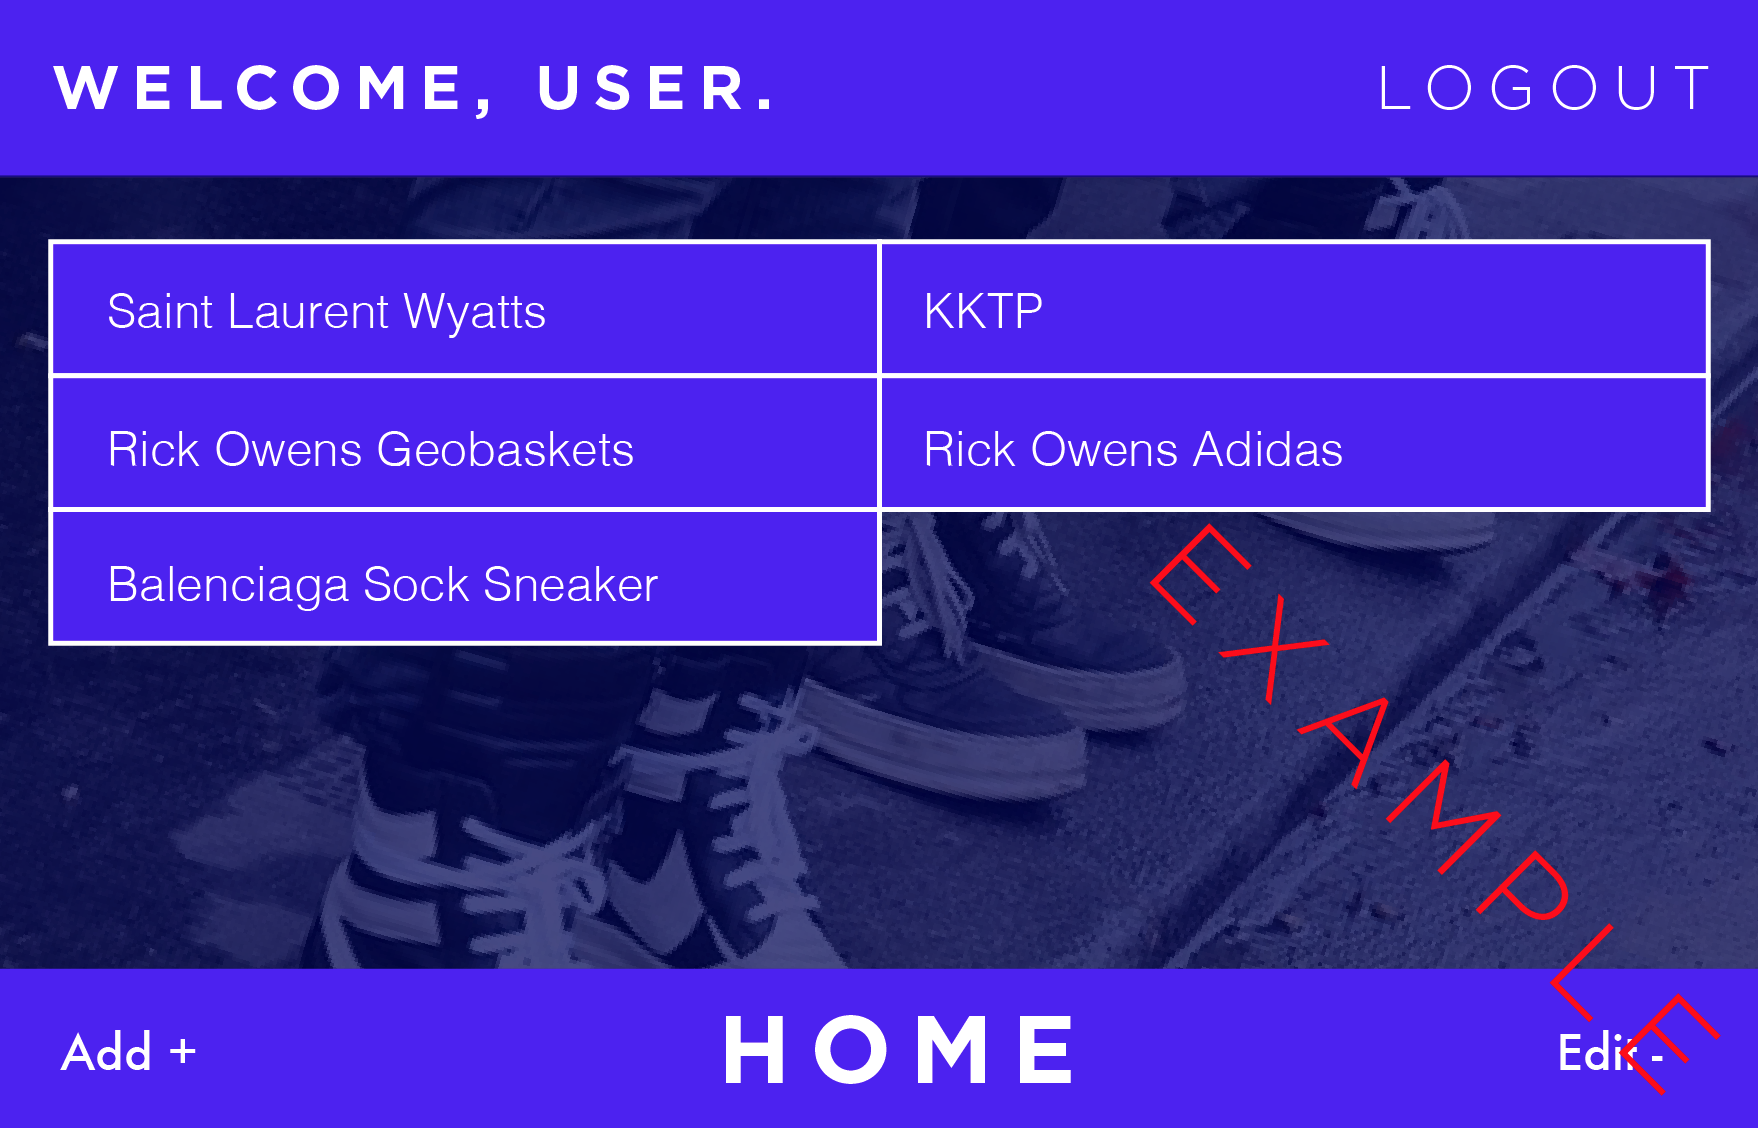 WELCOME, USER.
LOGOUT
Saint Laurent Wyatts
KKTP
Rick Owens Geobaskets
Rick Owens Adidas
Balenciaga Sock Sneaker
EXAMPLE
Add +
HOME
Edit -